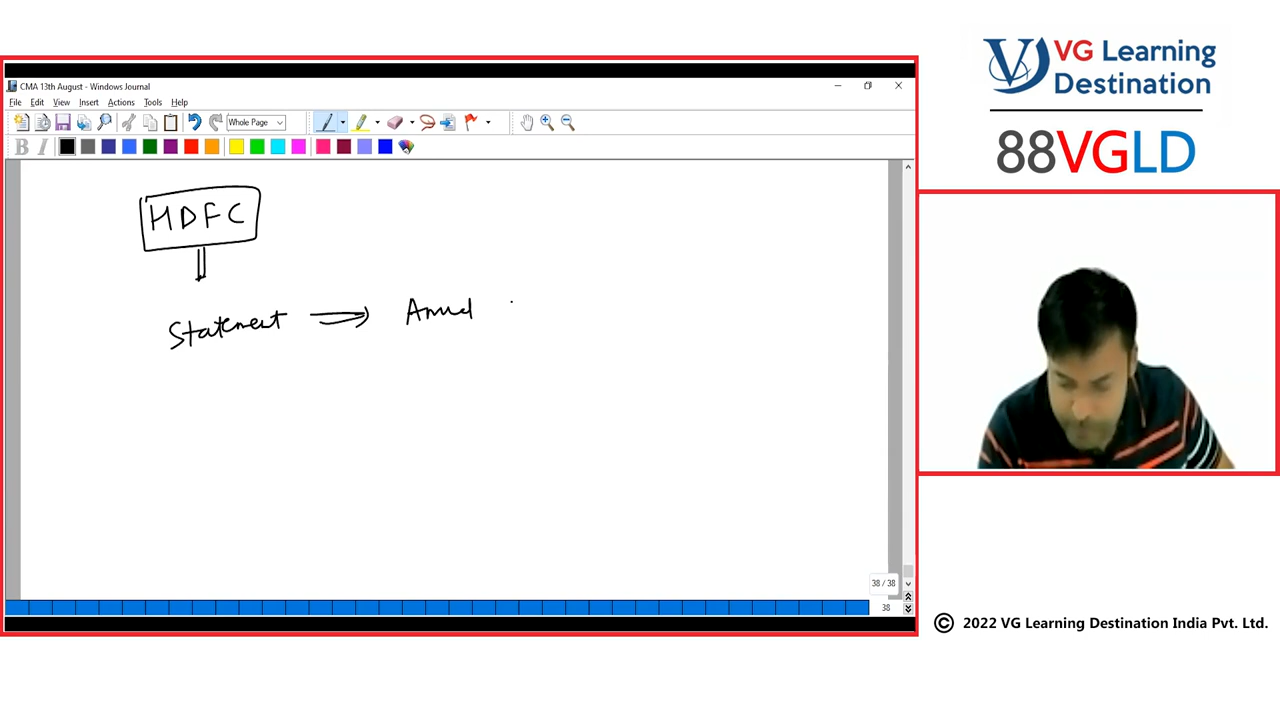 VG Learning
Destination
88VGLD
CMA 13th August - Windows Journal
File Edit View Insert Actions Tools Help
Whole Page
B I
HDFC
Statement ⇒ Annual
38 / 38
38
© 2022 VG Learning Destination India Pvt. Ltd.